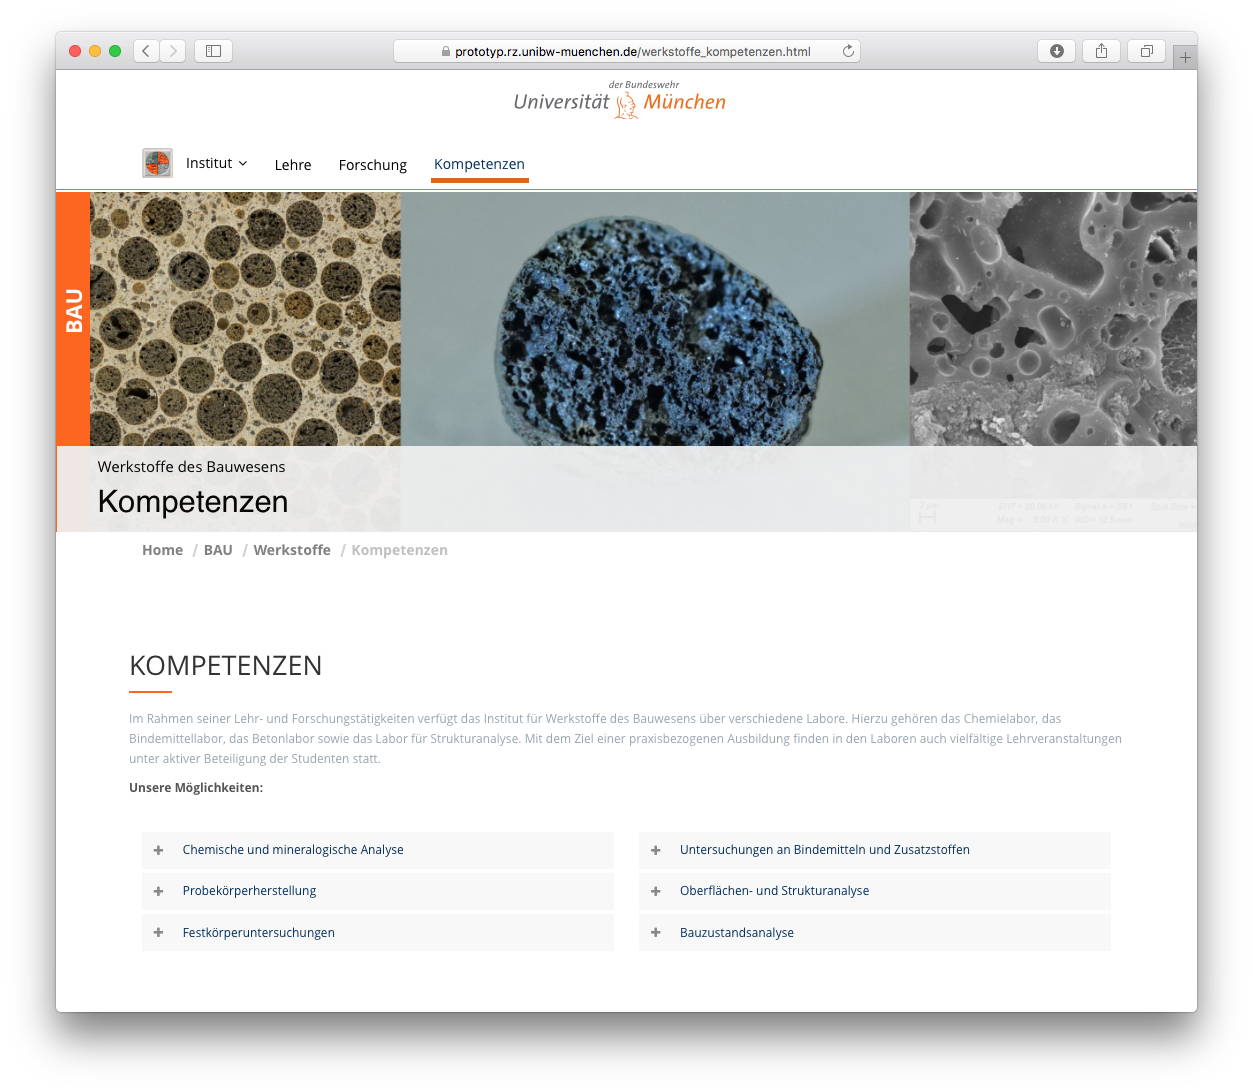 prototyp.rz.unibw-muenchen.de/werkstoffe_kompetenzen.html
der Bundeswehr
Universität München
Institut
Lehre
Forschung
Kompetenzen
BAU
Werkstoffe des Bauwesens
Kompetenzen
Home / BAU / Werkstoffe / Kompetenzen
KOMPETENZEN
Im Rahmen seiner Lehr- und Forschungstätigkeiten verfügt das Institut für Werkstoffe des Bauwesens über verschiedene Labore. Hierzu gehören das Chemielabor, das
Bindemittellabor, das Betonlabor sowie das Labor für Strukturanalyse. Mit dem Ziel einer praxisbezogenen Ausbildung finden in den Laboren auch vielfältige Lehrveranstaltungen
unter aktiver Beteiligung der Studenten statt.
Unsere Möglichkeiten:
Chemische und mineralogische Analyse
Untersuchungen an Bindemitteln und Zusatzstoffen
Probekörperherstellung
Oberflächen- und Strukturanalyse
Festkörperuntersuchungen
Bauzustandsanalyse